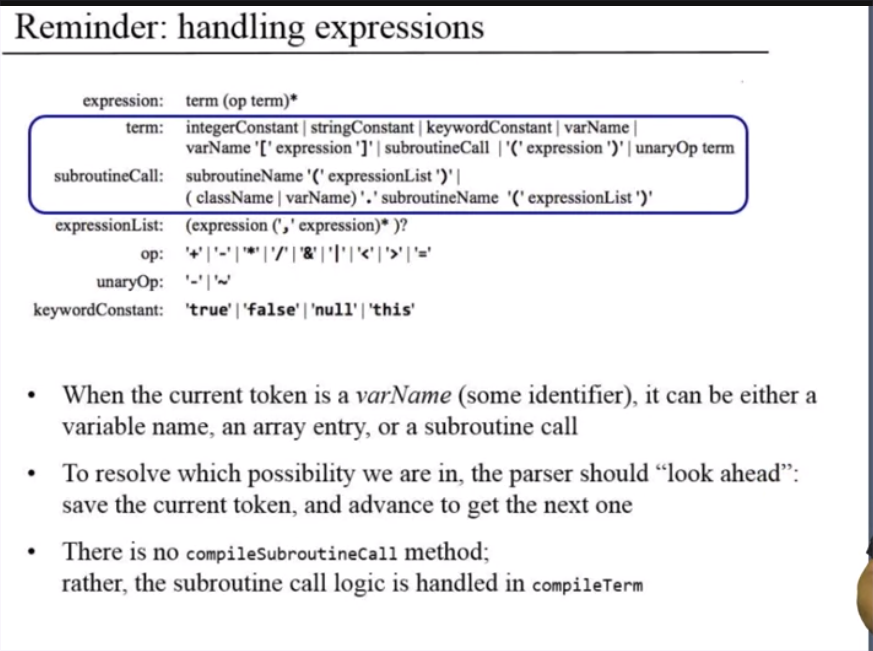 Reminder: handling expressions
expression: term (op term)*
term: integerConstant | stringConstant | keywordConstant | varName |
varName '[' expression ']' | subroutineCall | '(' expression ')' | unaryOp term
subroutineCall: subroutineName '(' expressionList ')' |
( className | varName) '.' subroutineName '(' expressionList ')'
expressionList: (expression (',' expression)* )?
op: '+' | '-' | '*' | '/' | '&' | '|' | '<' | '>' | '='
unaryOp: '-' | '~'
keywordConstant: 'true' | 'false' | 'null' | 'this'
• When the current token is a varName (some identifier), it can be either a
variable name, an array entry, or a subroutine call
• To resolve which possibility we are in, the parser should “look ahead”:
save the current token, and advance to get the next one
• There is no compileSubroutineCall method;
rather, the subroutine call logic is handled in compileTerm